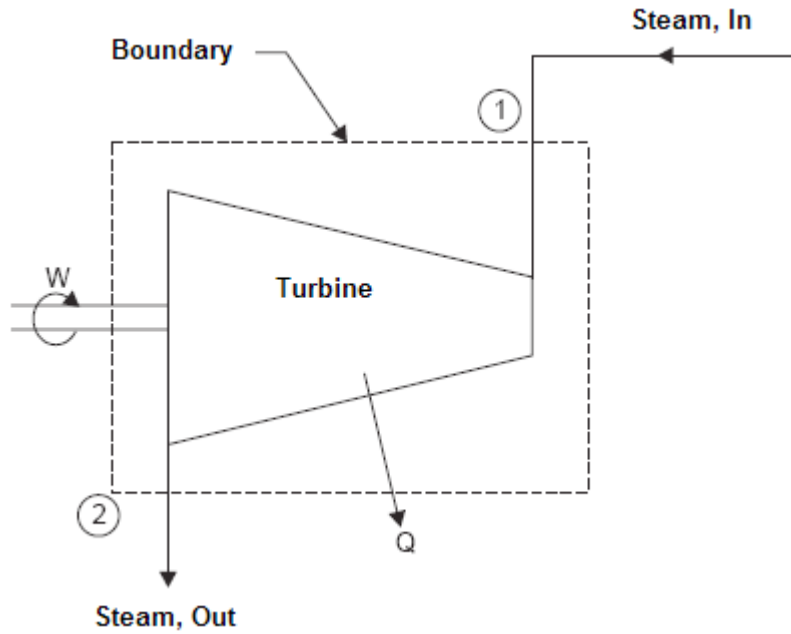 Steam, In
Boundary
1
W
Turbine
2
Q
Steam, Out